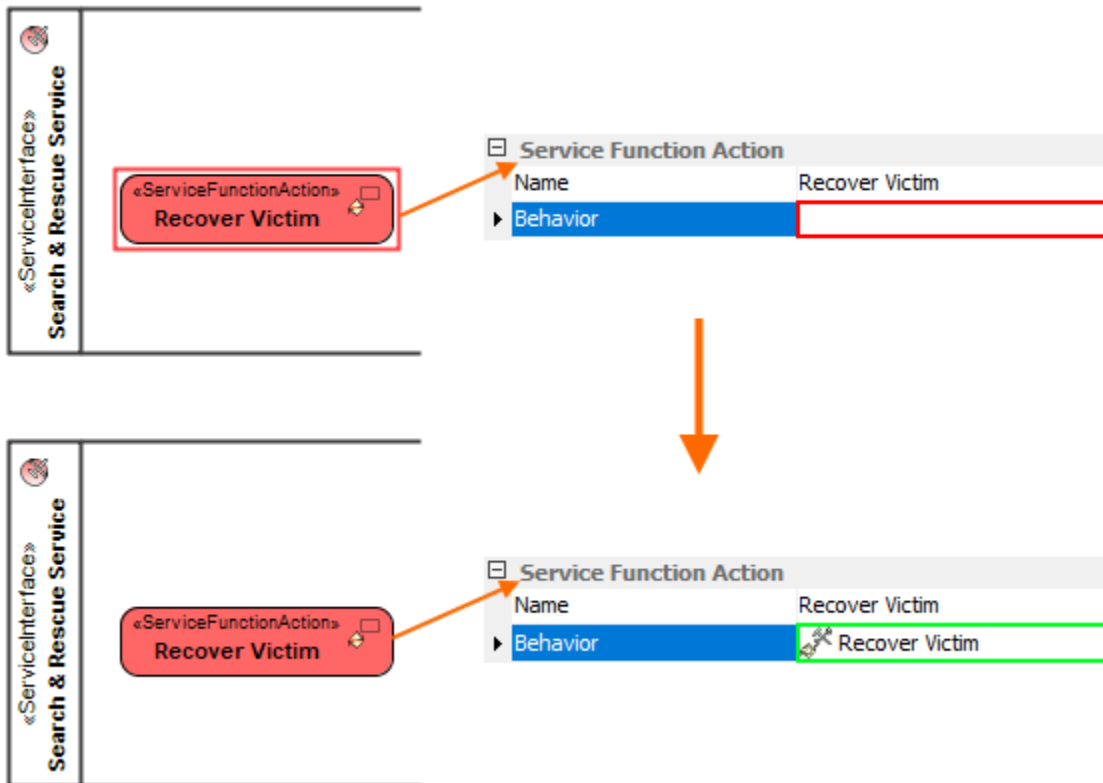 «ServiceInterface»
Search & Rescue Service
«ServiceFunctionAction»
Recover Victim
Service Function Action
Name Recover Victim
Behavior
«ServiceInterface»
Search & Rescue Service
«ServiceFunctionAction»
Recover Victim
Service Function Action
Name Recover Victim
Behavior Recover Victim